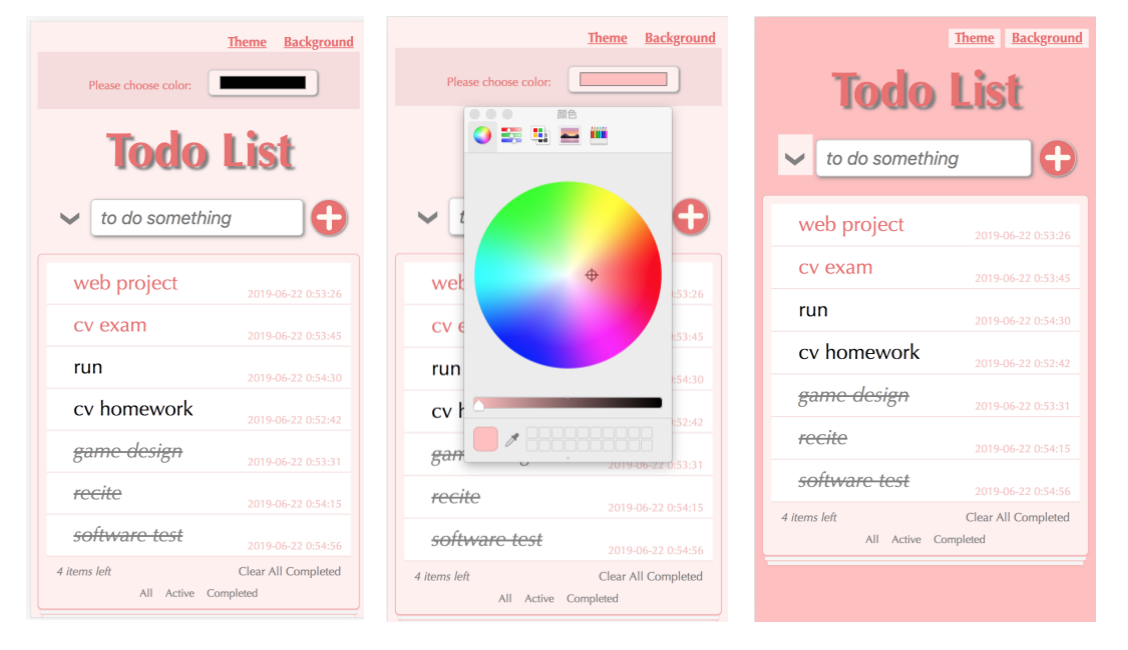 Theme Background
Please choose color:
Todo List
to do something
web project 2019-06-22 0:53:26
cv exam 2019-06-22 0:53:45
run 2019-06-22 0:54:30
cv homework 2019-06-22 0:52:42
game design 2019-06-22 0:53:31
recite 2019-06-22 0:54:15
software test 2019-06-22 0:54:56
4 items left Clear All Completed
All Active Completed
Theme Background
Please choose color:
颜色
t
web :53:26
cv e :53:45
run :54:30
cv h :52:42
gam 2019-06-22 0:53:31
recite 2019-06-22 0:54:15
software test 2019-06-22 0:54:56
4 items left Clear All Completed
All Active Completed
Theme Background
Todo List
to do something
web project 2019-06-22 0:53:26
cv exam 2019-06-22 0:53:45
run 2019-06-22 0:54:30
cv homework 2019-06-22 0:52:42
game design 2019-06-22 0:53:31
recite 2019-06-22 0:54:15
software test 2019-06-22 0:54:56
4 items left Clear All Completed
All Active Completed